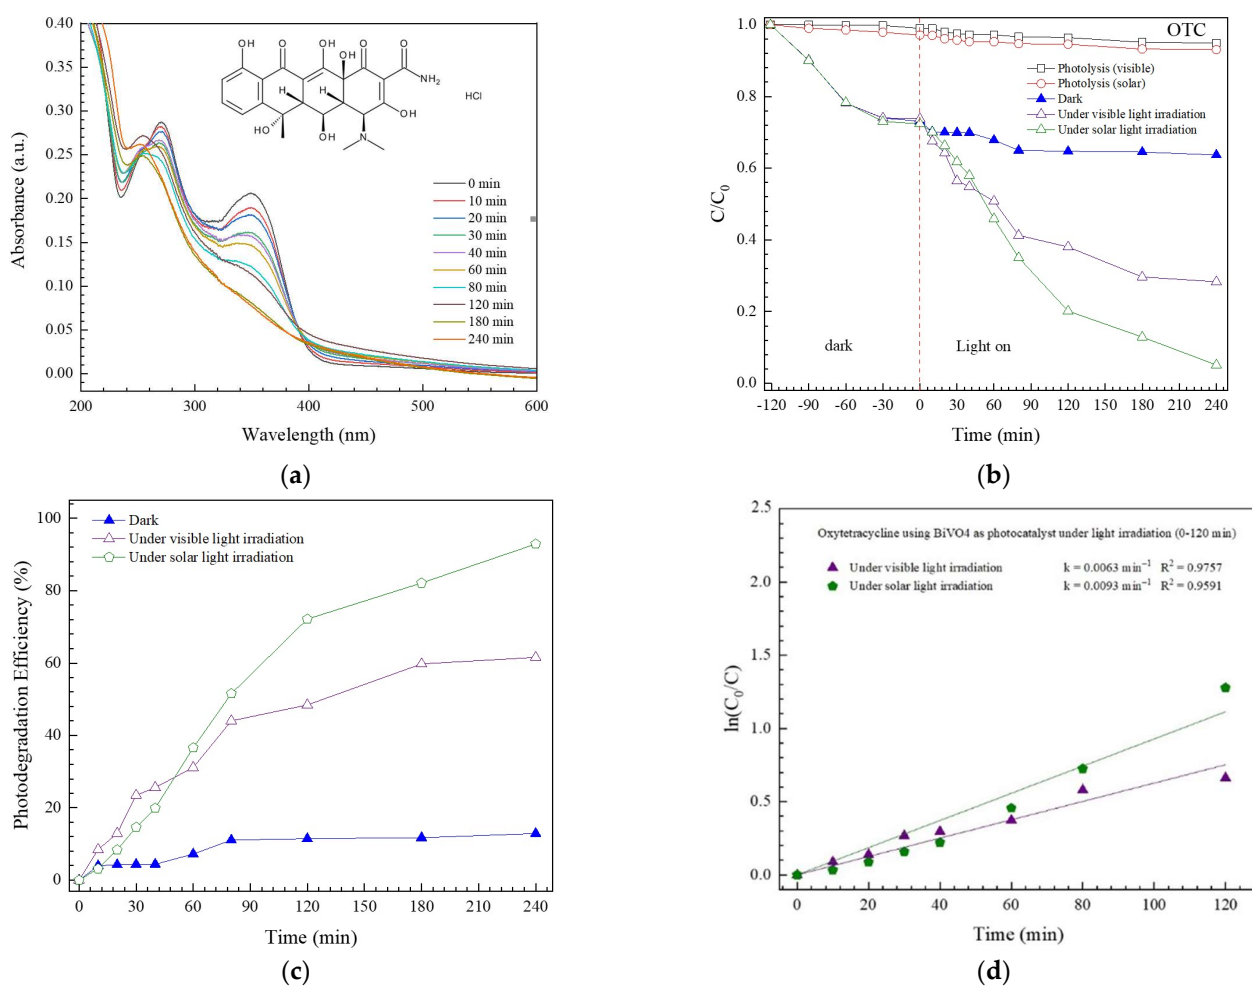 0.40
0.35
0.30
0.25
0.20
0.15
0.10
0.05
0.00
200
300
400
500
600
Absorbance (a.u.)
Wavelength (nm)
OH
O
OH
OH
O
O
NH2
HCl
H
H
OH
HO
OH
N
0 min
10 min
20 min
30 min
40 min
60 min
80 min
120 min
180 min
240 min
(a)
1.0
0.8
0.6
0.4
0.2
0.0
-120
-90
-60
-30
0
30
60
90
120
150
180
210
240
C/C0
Time (min)
OTC
Photolysis (visible)
Photolysis (solar)
Dark
Under visible light irradiation
Under solar light irradiation
dark
Light on
(b)
100
80
60
40
20
0
0
30
60
90
120
150
180
210
240
Photodegradation Efficiency (%)
Time (min)
Dark
Under visible light irradiation
Under solar light irradiation
(c)
2.5
2.0
1.5
1.0
0.5
0.0
0
20
40
60
80
100
120
ln(C0/C)
Time (min)
Oxytetracycline using BiVO4 as photocatalyst under light irradiation (0-120 min)
Under visible light irradiation k = 0.0063 min⁻¹ R² = 0.9757
Under solar light irradiation k = 0.0093 min⁻¹ R² = 0.9591
(d)